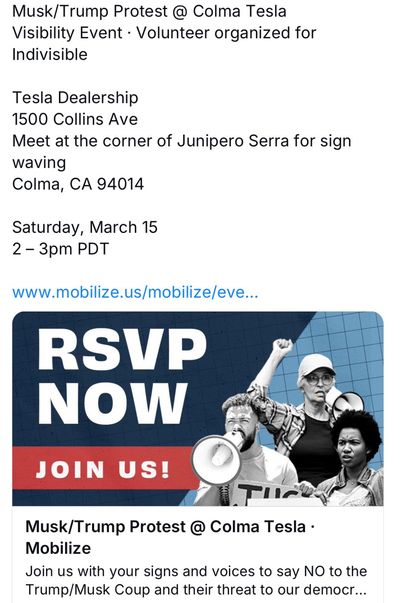 Musk/Trump Protest @ Colma Tesla
Visibility Event · Volunteer organized for
Indivisible
Tesla Dealership
1500 Collins Ave
Meet at the corner of Junipero Serra for sign
waving
Colma, CA 94014
Saturday, March 15
2 – 3pm PDT
www.mobilize.us/mobilize/eve...
RSVP
NOW
JOIN US!
Musk/Trump Protest @ Colma Tesla ·
Mobilize
Join us with your signs and voices to say NO to the
Trump/Musk Coup and their threat to our democr...